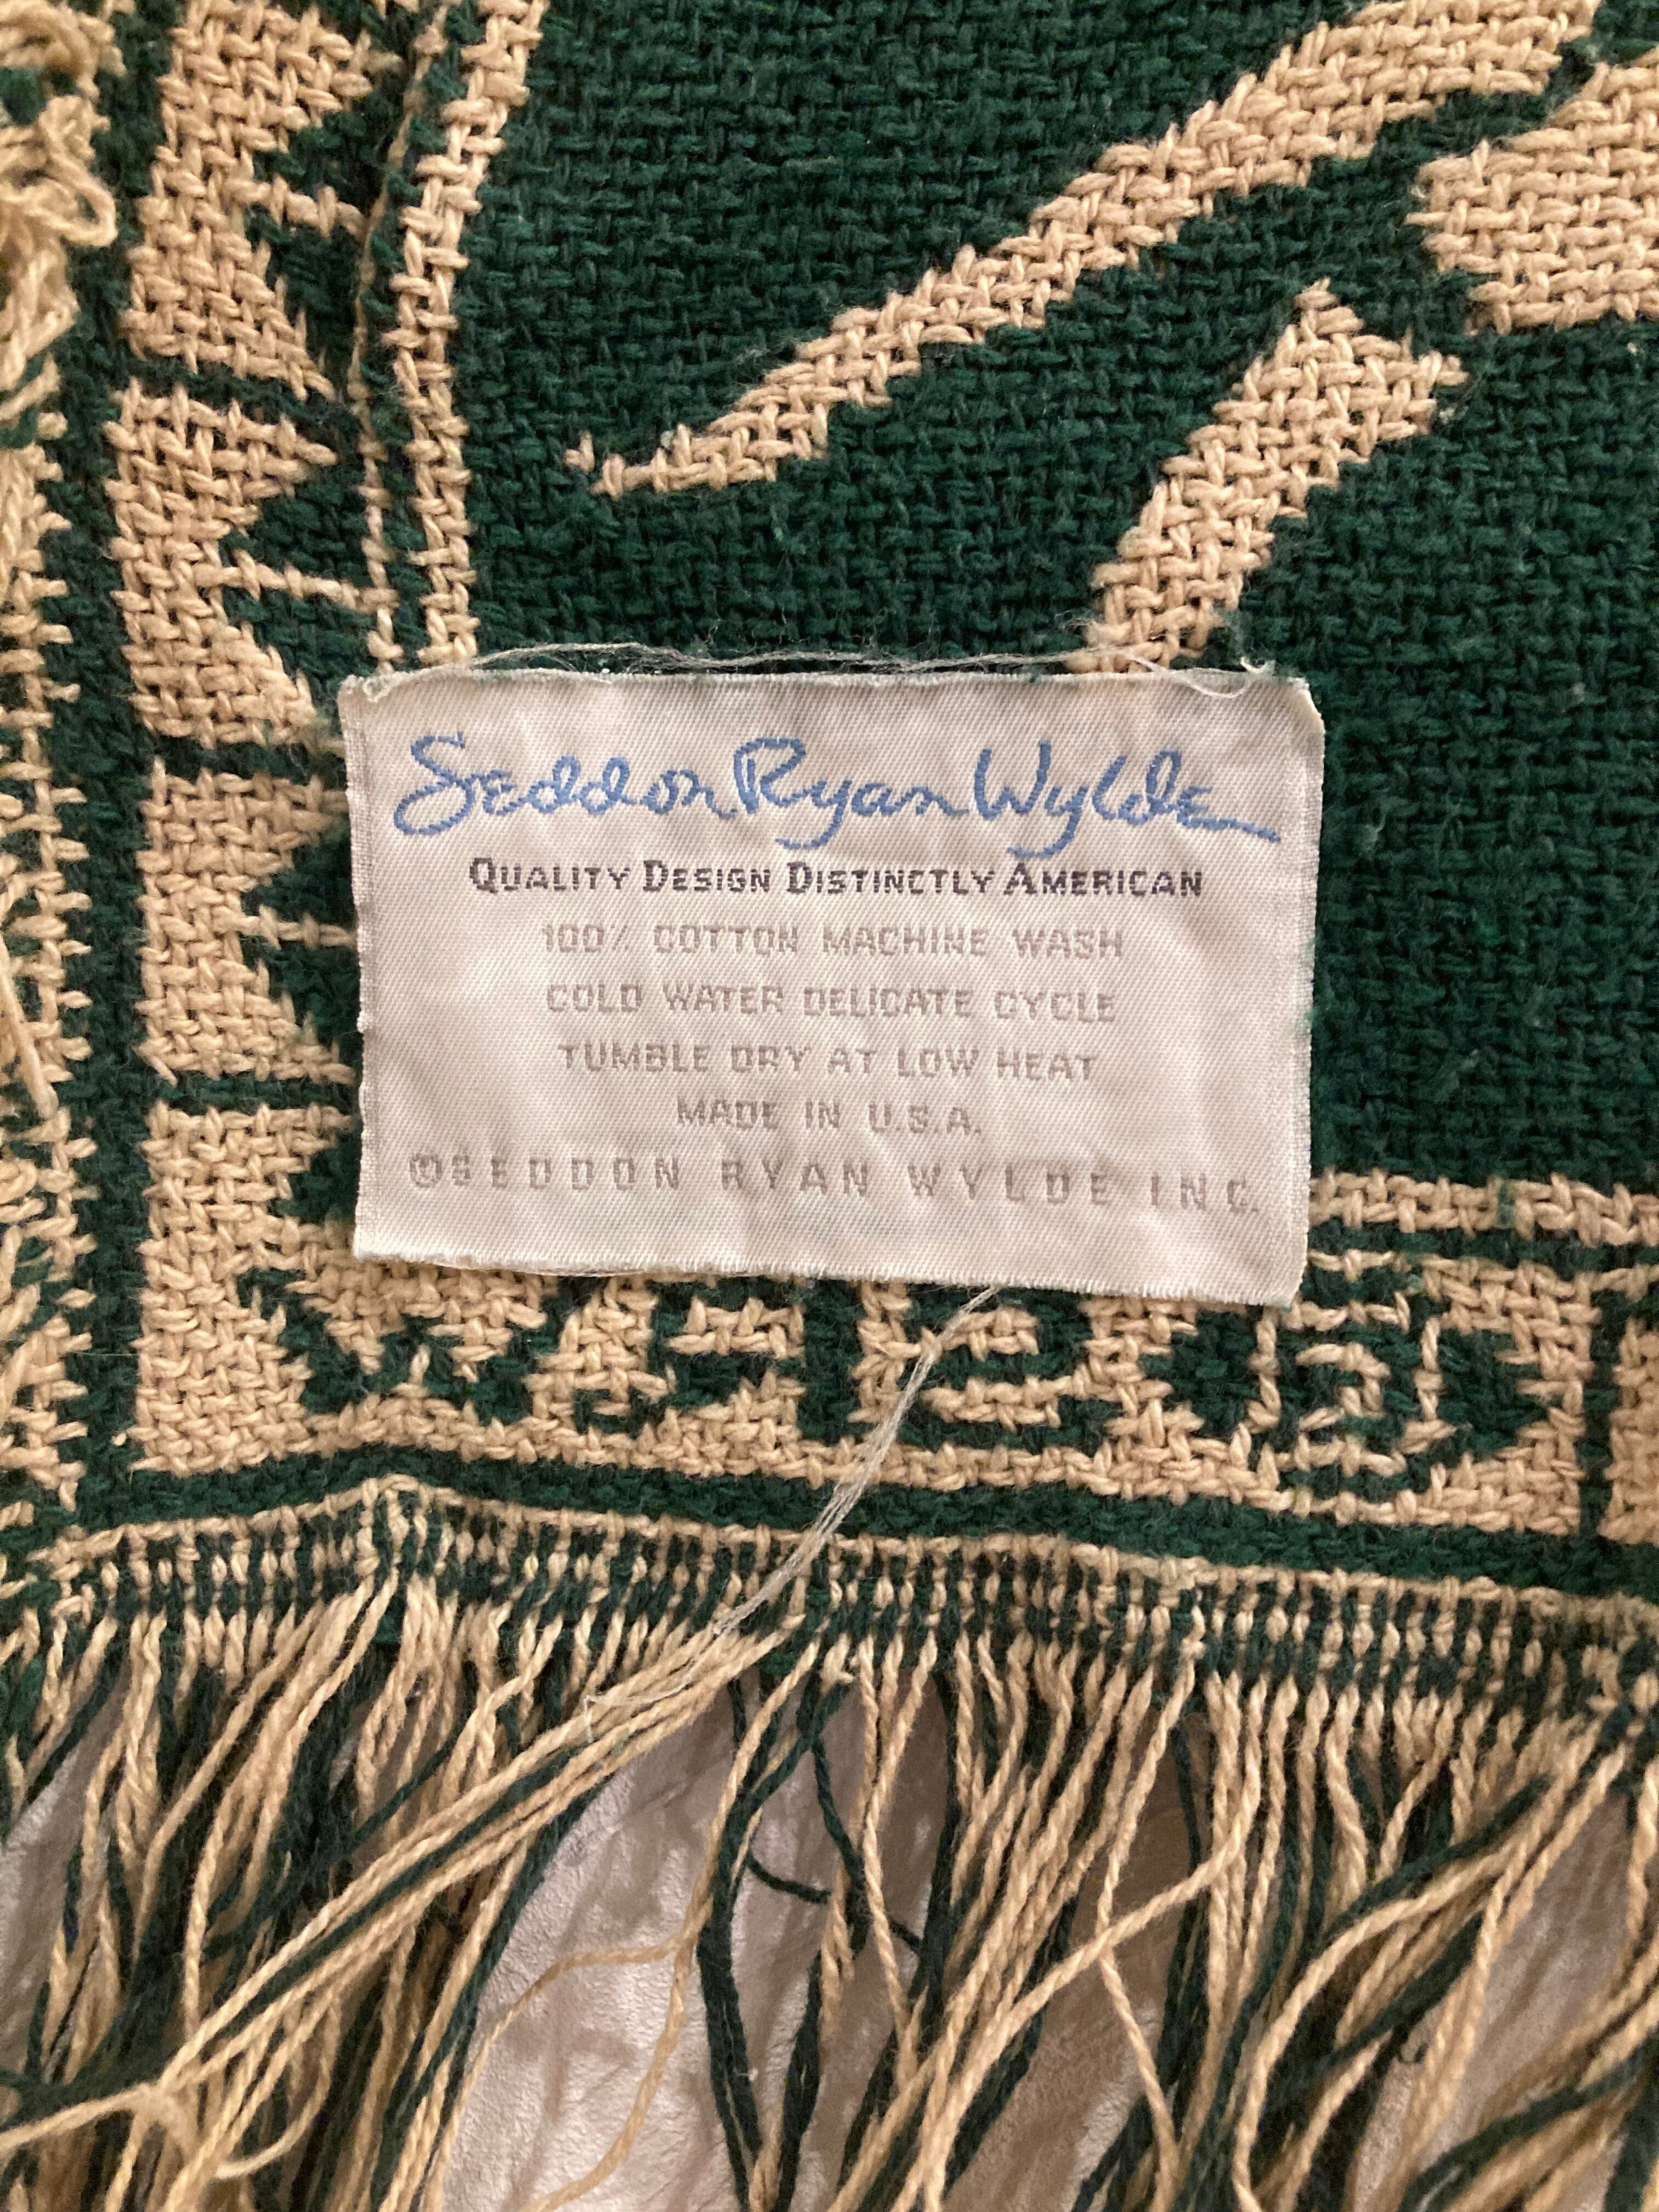 Seddon Ryan Wylde
QUALITY DESIGN DISTINCTLY AMERICAN
100% COTTON MACHINE WASH
COLD WATER DELICATE CYCLE
TUMBLE DRY AT LOW HEAT
MADE IN U.S.A.
©SEDDON RYAN WYLDE INC.